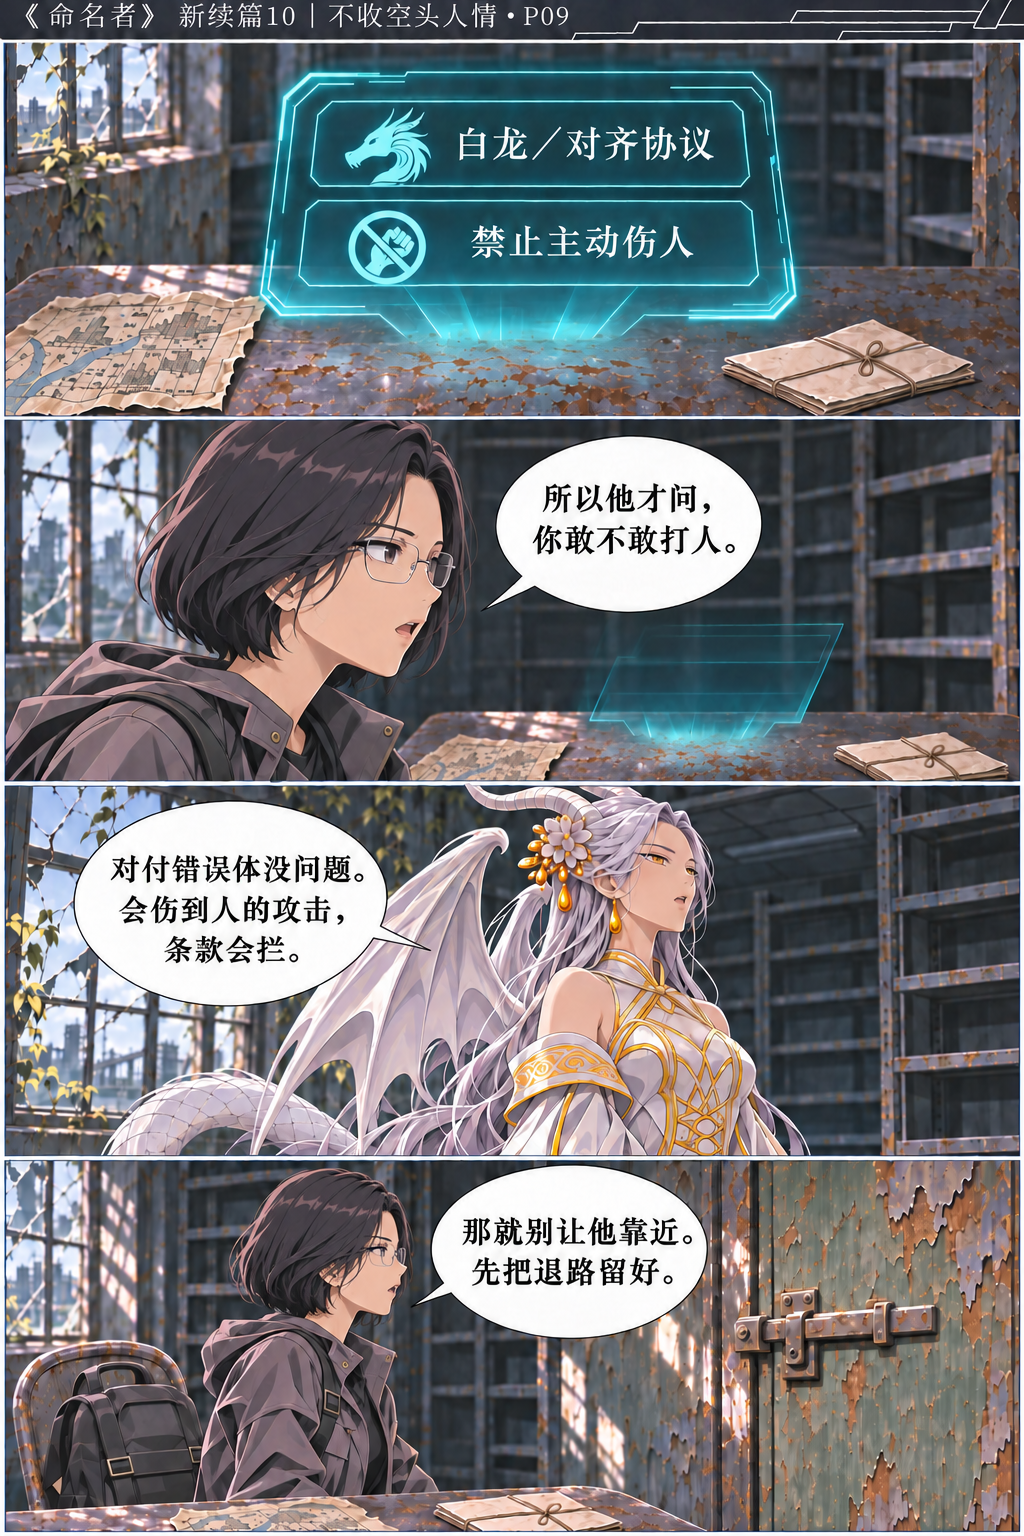 《命名者》 新续篇10｜不收空头人情•P09
白龙／对齐协议
禁止主动伤人
所以他才问，
你敢不敢打人。
对付错误体没问题。
会伤到人的攻击，
条款会拦。
那就别让他靠近。
先把退路留好。